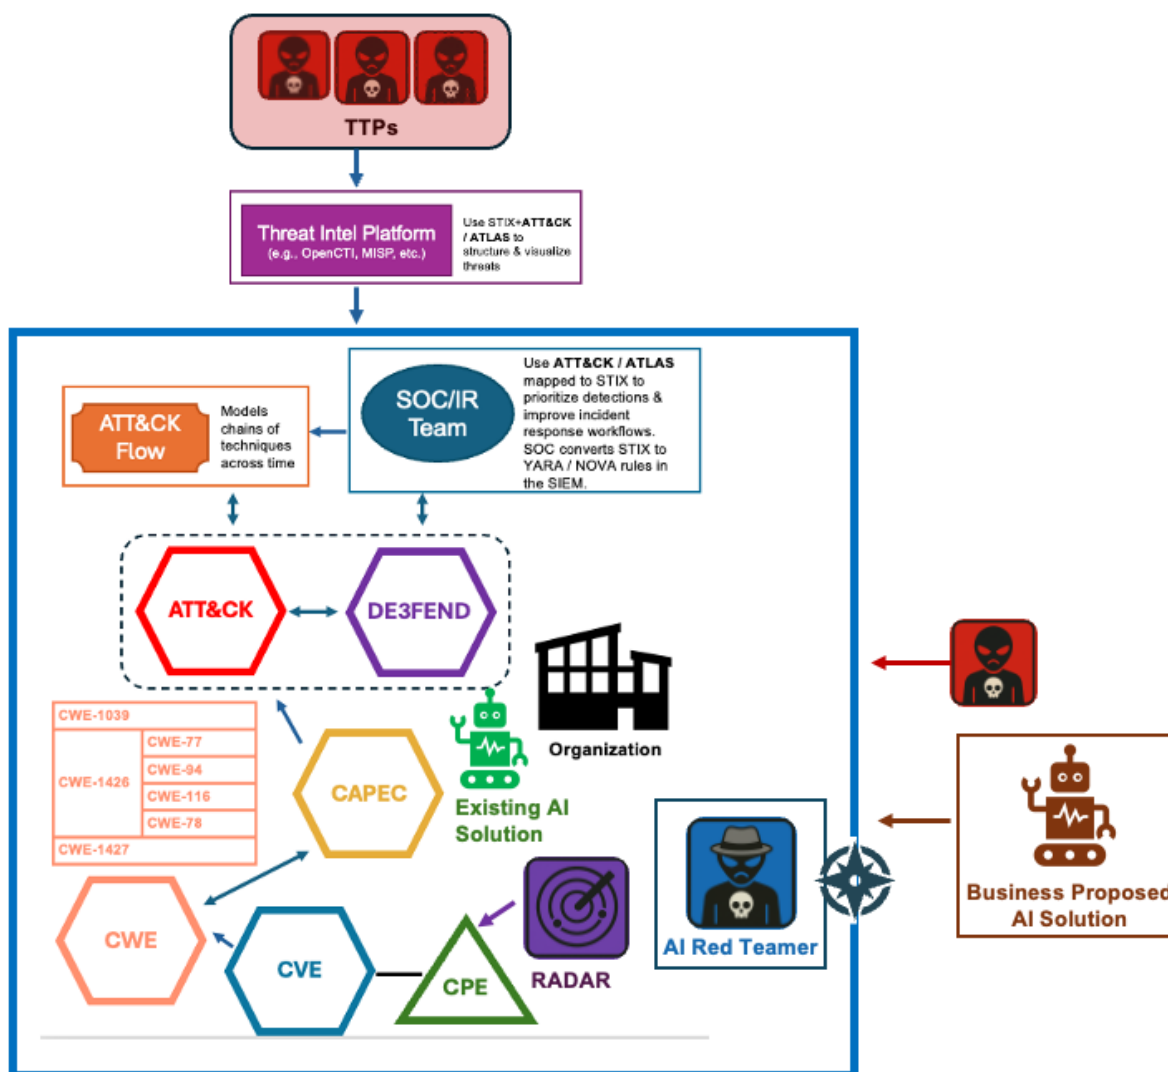 TTPs
Threat Intel Platform
(e.g., OpenCTI, MISP, etc.)
Use STIX+ATT&CK
/ ATLAS to
structure & visualize
threats
ATT&CK
Flow
Models
chains of
techniques
across time
SOC/IR
Team
Use ATT&CK / ATLAS
mapped to STIX to
prioritize detections &
improve incident
response workflows.
SOC converts STIX to
YARA / NOVA rules in
the SIEM.
ATT&CK
DE3FEND
Organization
CWE-1039
CWE-1426
CWE-77
CWE-94
CWE-116
CWE-78
CWE-1427
CAPEC
Existing AI
Solution
CWE
CVE
CPE
RADAR
AI Red Teamer
Business Proposed
AI Solution